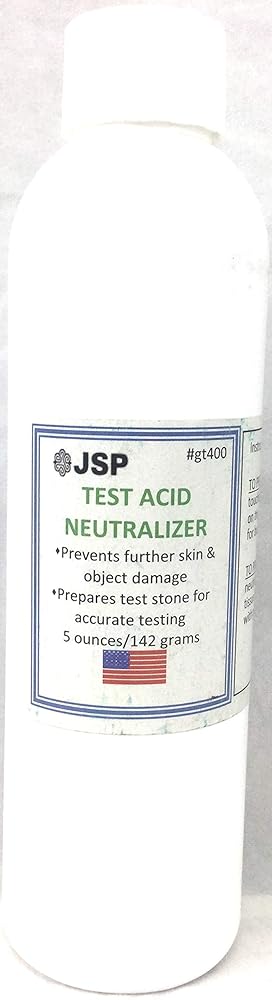 JSP
#gt400
TEST ACID
NEUTRALIZER
•Prevents further skin &
object damage
•Prepares test stone for
accurate testing
5 ounces/142 grams